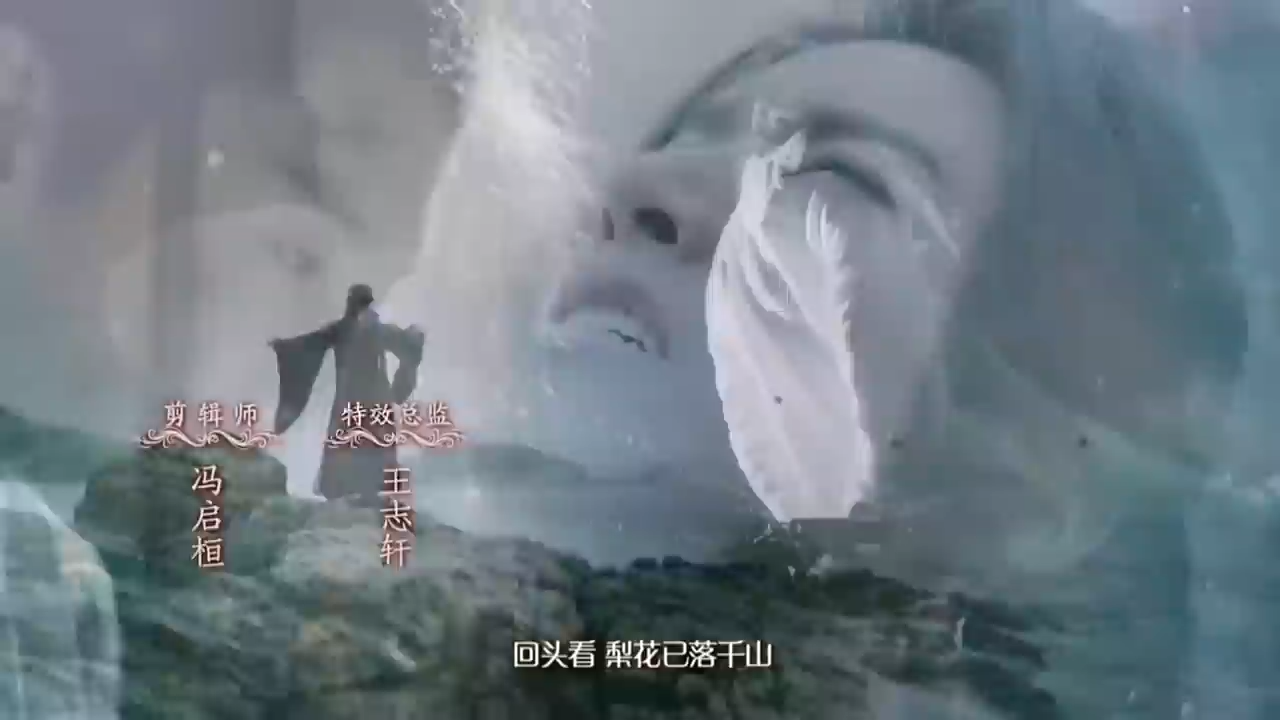 剪辑师
冯启桓
特效总监
王志轩
回头看 梨花已落千山